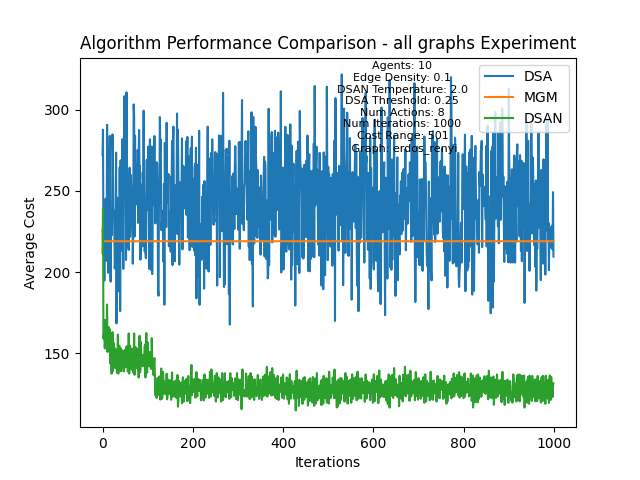 Algorithm Performance Comparison - all graphs Experiment
Agents: 10
Edge Density: 0.1
DSAN Temperature: 2.0
DSA Threshold: 0.25
Num Actions: 8
Num Iterations: 1000
Cost Range: 501
Graph: erdos_renyi
DSA
MGM
DSAN
Average Cost
300
250
200
150
0 200 400 600 800 1000
Iterations